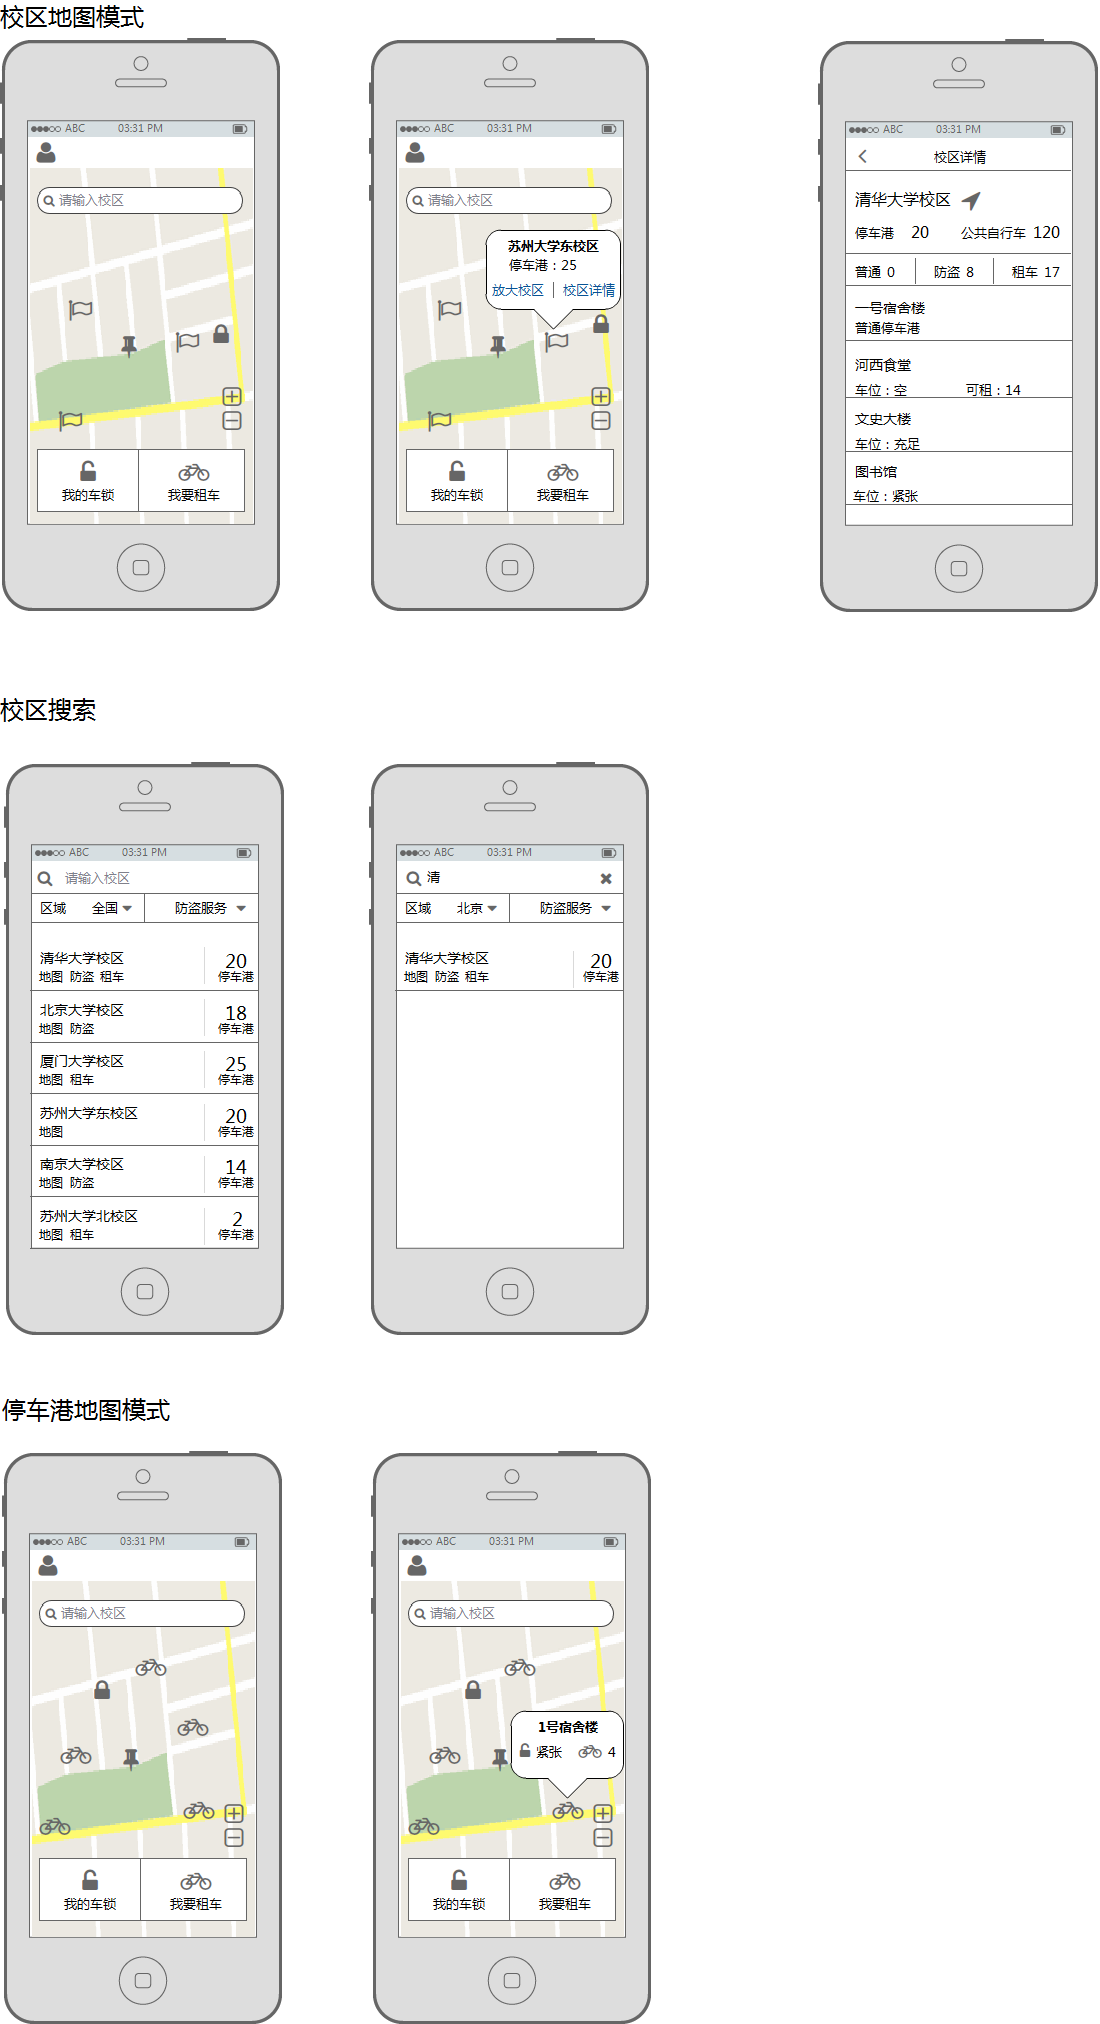 校区地图模式
ABC 03:31 PM
请输入校区
我的车锁 我要租车
ABC 03:31 PM
请输入校区
苏州大学东校区
停车港：25
放大校区 校区详情
我的车锁 我要租车
ABC 03:31 PM
校区详情
清华大学校区
停车港 20 公共自行车 120
普通 0 防盗 8 租车 17
一号宿舍楼
普通停车港
河西食堂
车位：空 可租：14
文史大楼
车位：充足
图书馆
车位：紧张
校区搜索
ABC 03:31 PM
请输入校区
区域 全国 防盗服务
清华大学校区 20
地图 防盗 租车 停车港
北京大学校区 18
地图 防盗 停车港
厦门大学校区 25
地图 租车 停车港
苏州大学东校区 20
地图 停车港
南京大学校区 14
地图 防盗 停车港
苏州大学北校区 2
地图 租车 停车港
ABC 03:31 PM
清
区域 北京 防盗服务
清华大学校区 20
地图 防盗 租车 停车港
停车港地图模式
ABC 03:31 PM
请输入校区
我的车锁 我要租车
ABC 03:31 PM
请输入校区
1号宿舍楼
紧张 4
我的车锁 我要租车